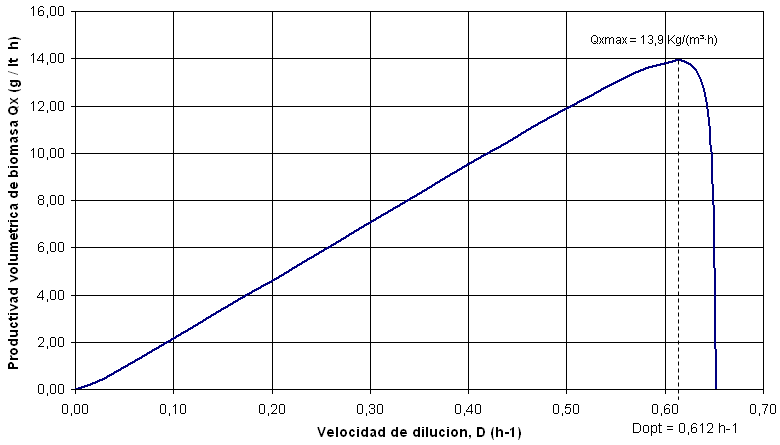 16,00
14,00
12,00
10,00
8,00
6,00
4,00
2,00
0,00
Productivad volumetrica de biomasa Qx (g / lt h)
Qxmax = 13,9 Kg/(m³·h)
0,00 0,10 0,20 0,30 0,40 0,50 0,60 0,70
Velocidad de dilucion, D (h-1)
Dopt = 0,612 h-1